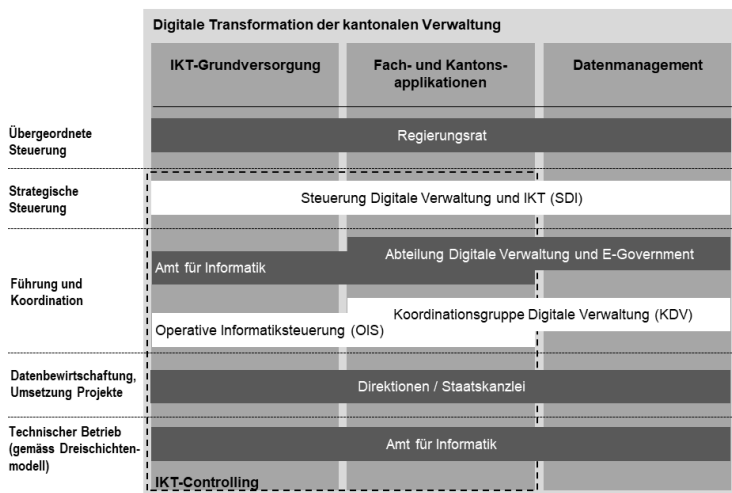 Digitale Transformation der kantonalen Verwaltung
IKT-Grundversorgung
Fach- und Kantons-
applikationen
Datenmanagement
Übergeordnete
Steuerung
Regierungsrat
Strategische
Steuerung
Steuerung Digitale Verwaltung und IKT (SDI)
Führung und
Koordination
Abteilung Digitale Verwaltung und E-Government
Amt für Informatik
Koordinationsgruppe Digitale Verwaltung (KDV)
Operative Informatiksteuerung (OIS)
Datenbewirtschaftung,
Umsetzung Projekte
Direktionen / Staatskanzlei
Technischer Betrieb
(gemäss Dreischichten-
modell)
Amt für Informatik
IKT-Controlling